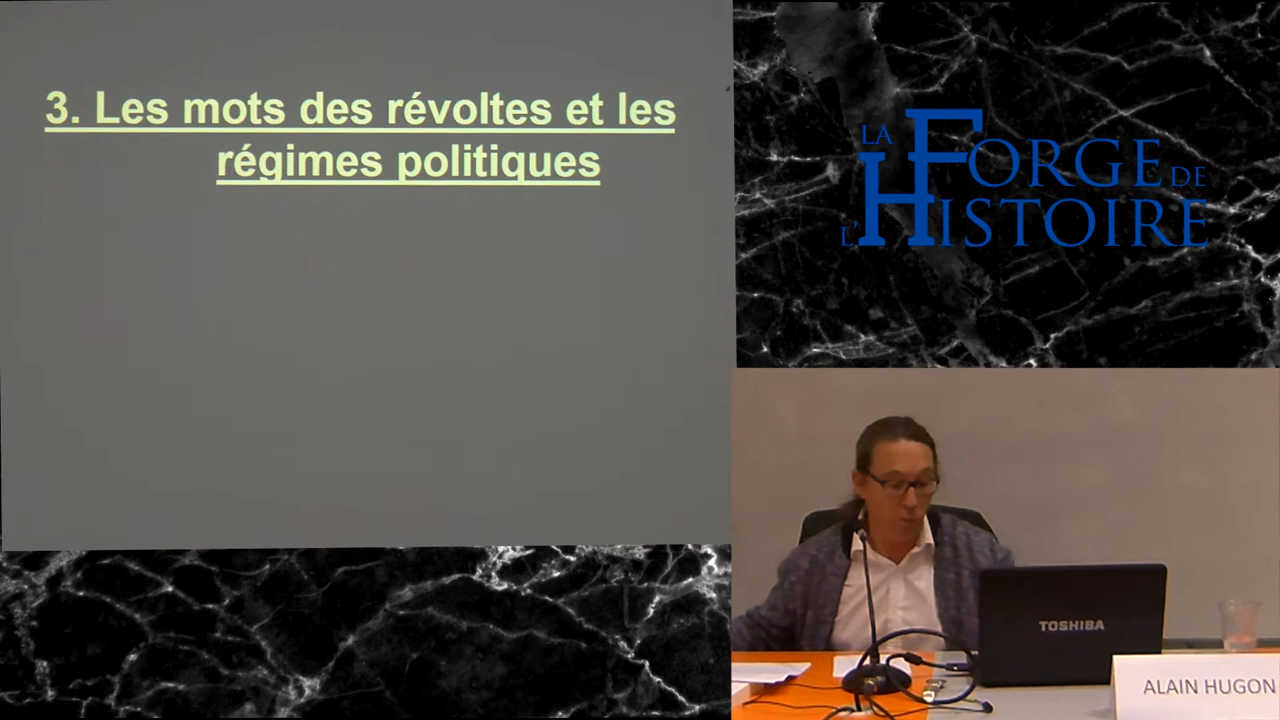 3. Les mots des révoltes et les
régimes politiques
LA FORGE DE
L'HISTOIRE
TOSHIBA
ALAIN HUGON